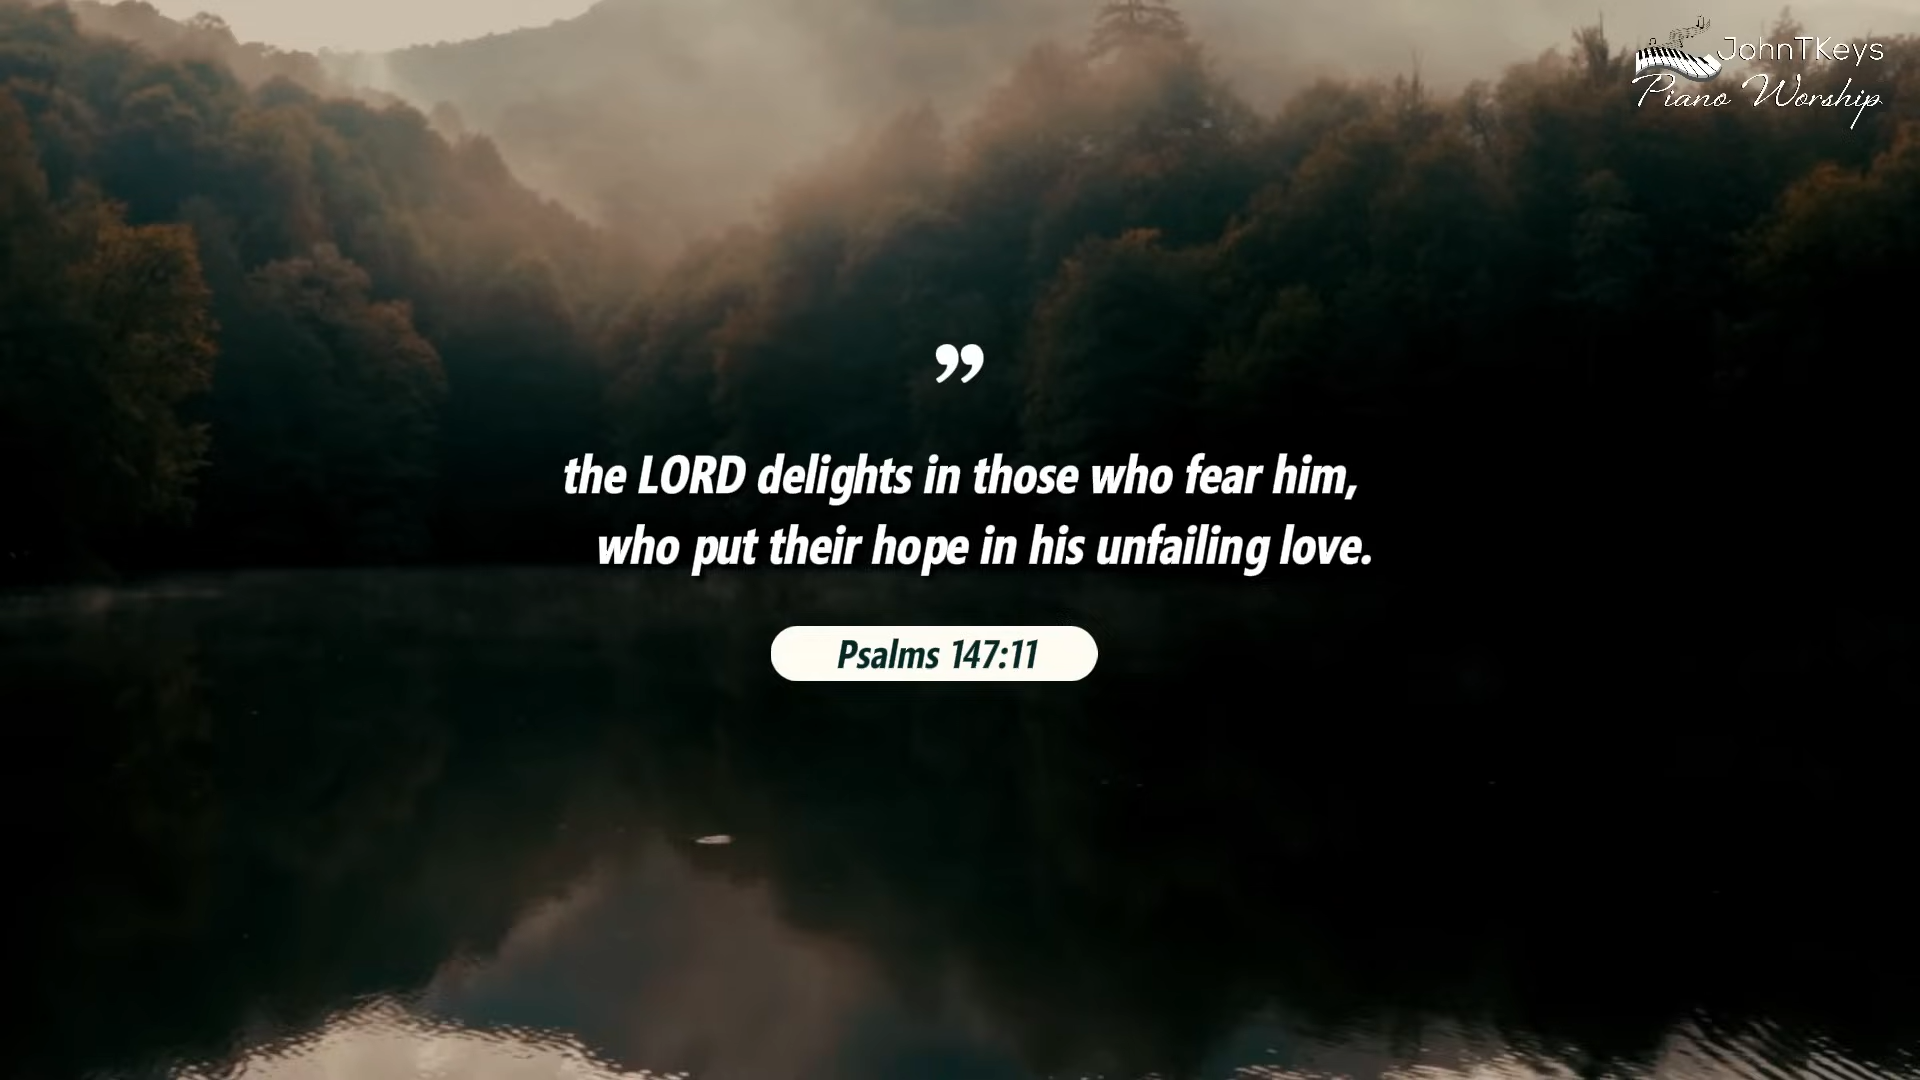 JohnTKeys
Piano Worship
”
the LORD delights in those who fear him,
who put their hope in his unfailing love.
Psalms 147:11